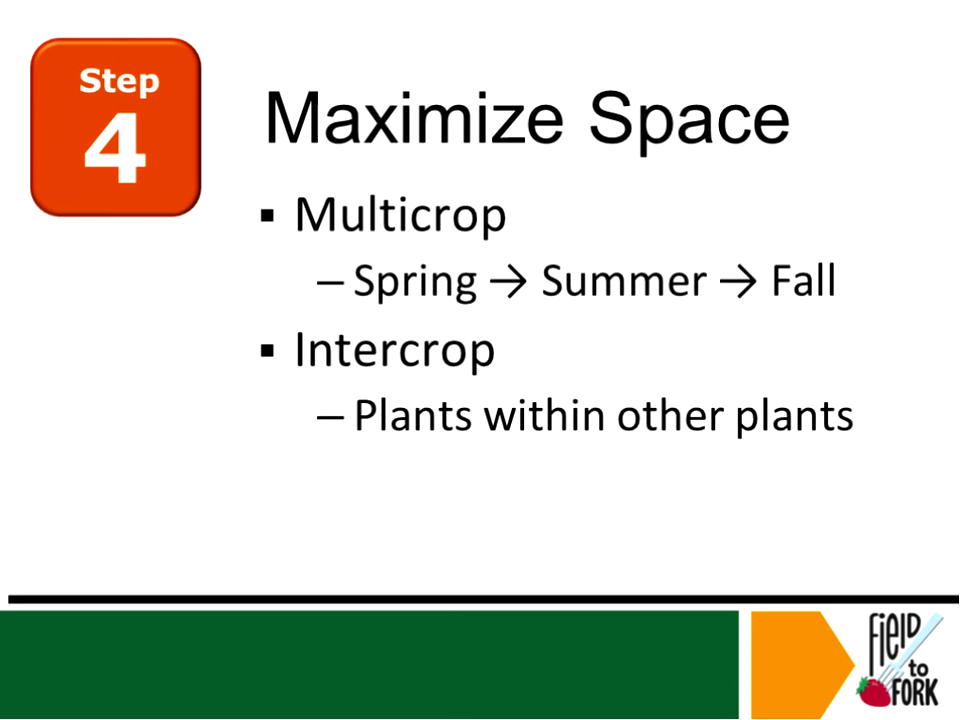 Step
4
Maximize Space
▪ Multicrop
– Spring → Summer → Fall
▪ Intercrop
– Plants within other plants
FIELD
to
FORK